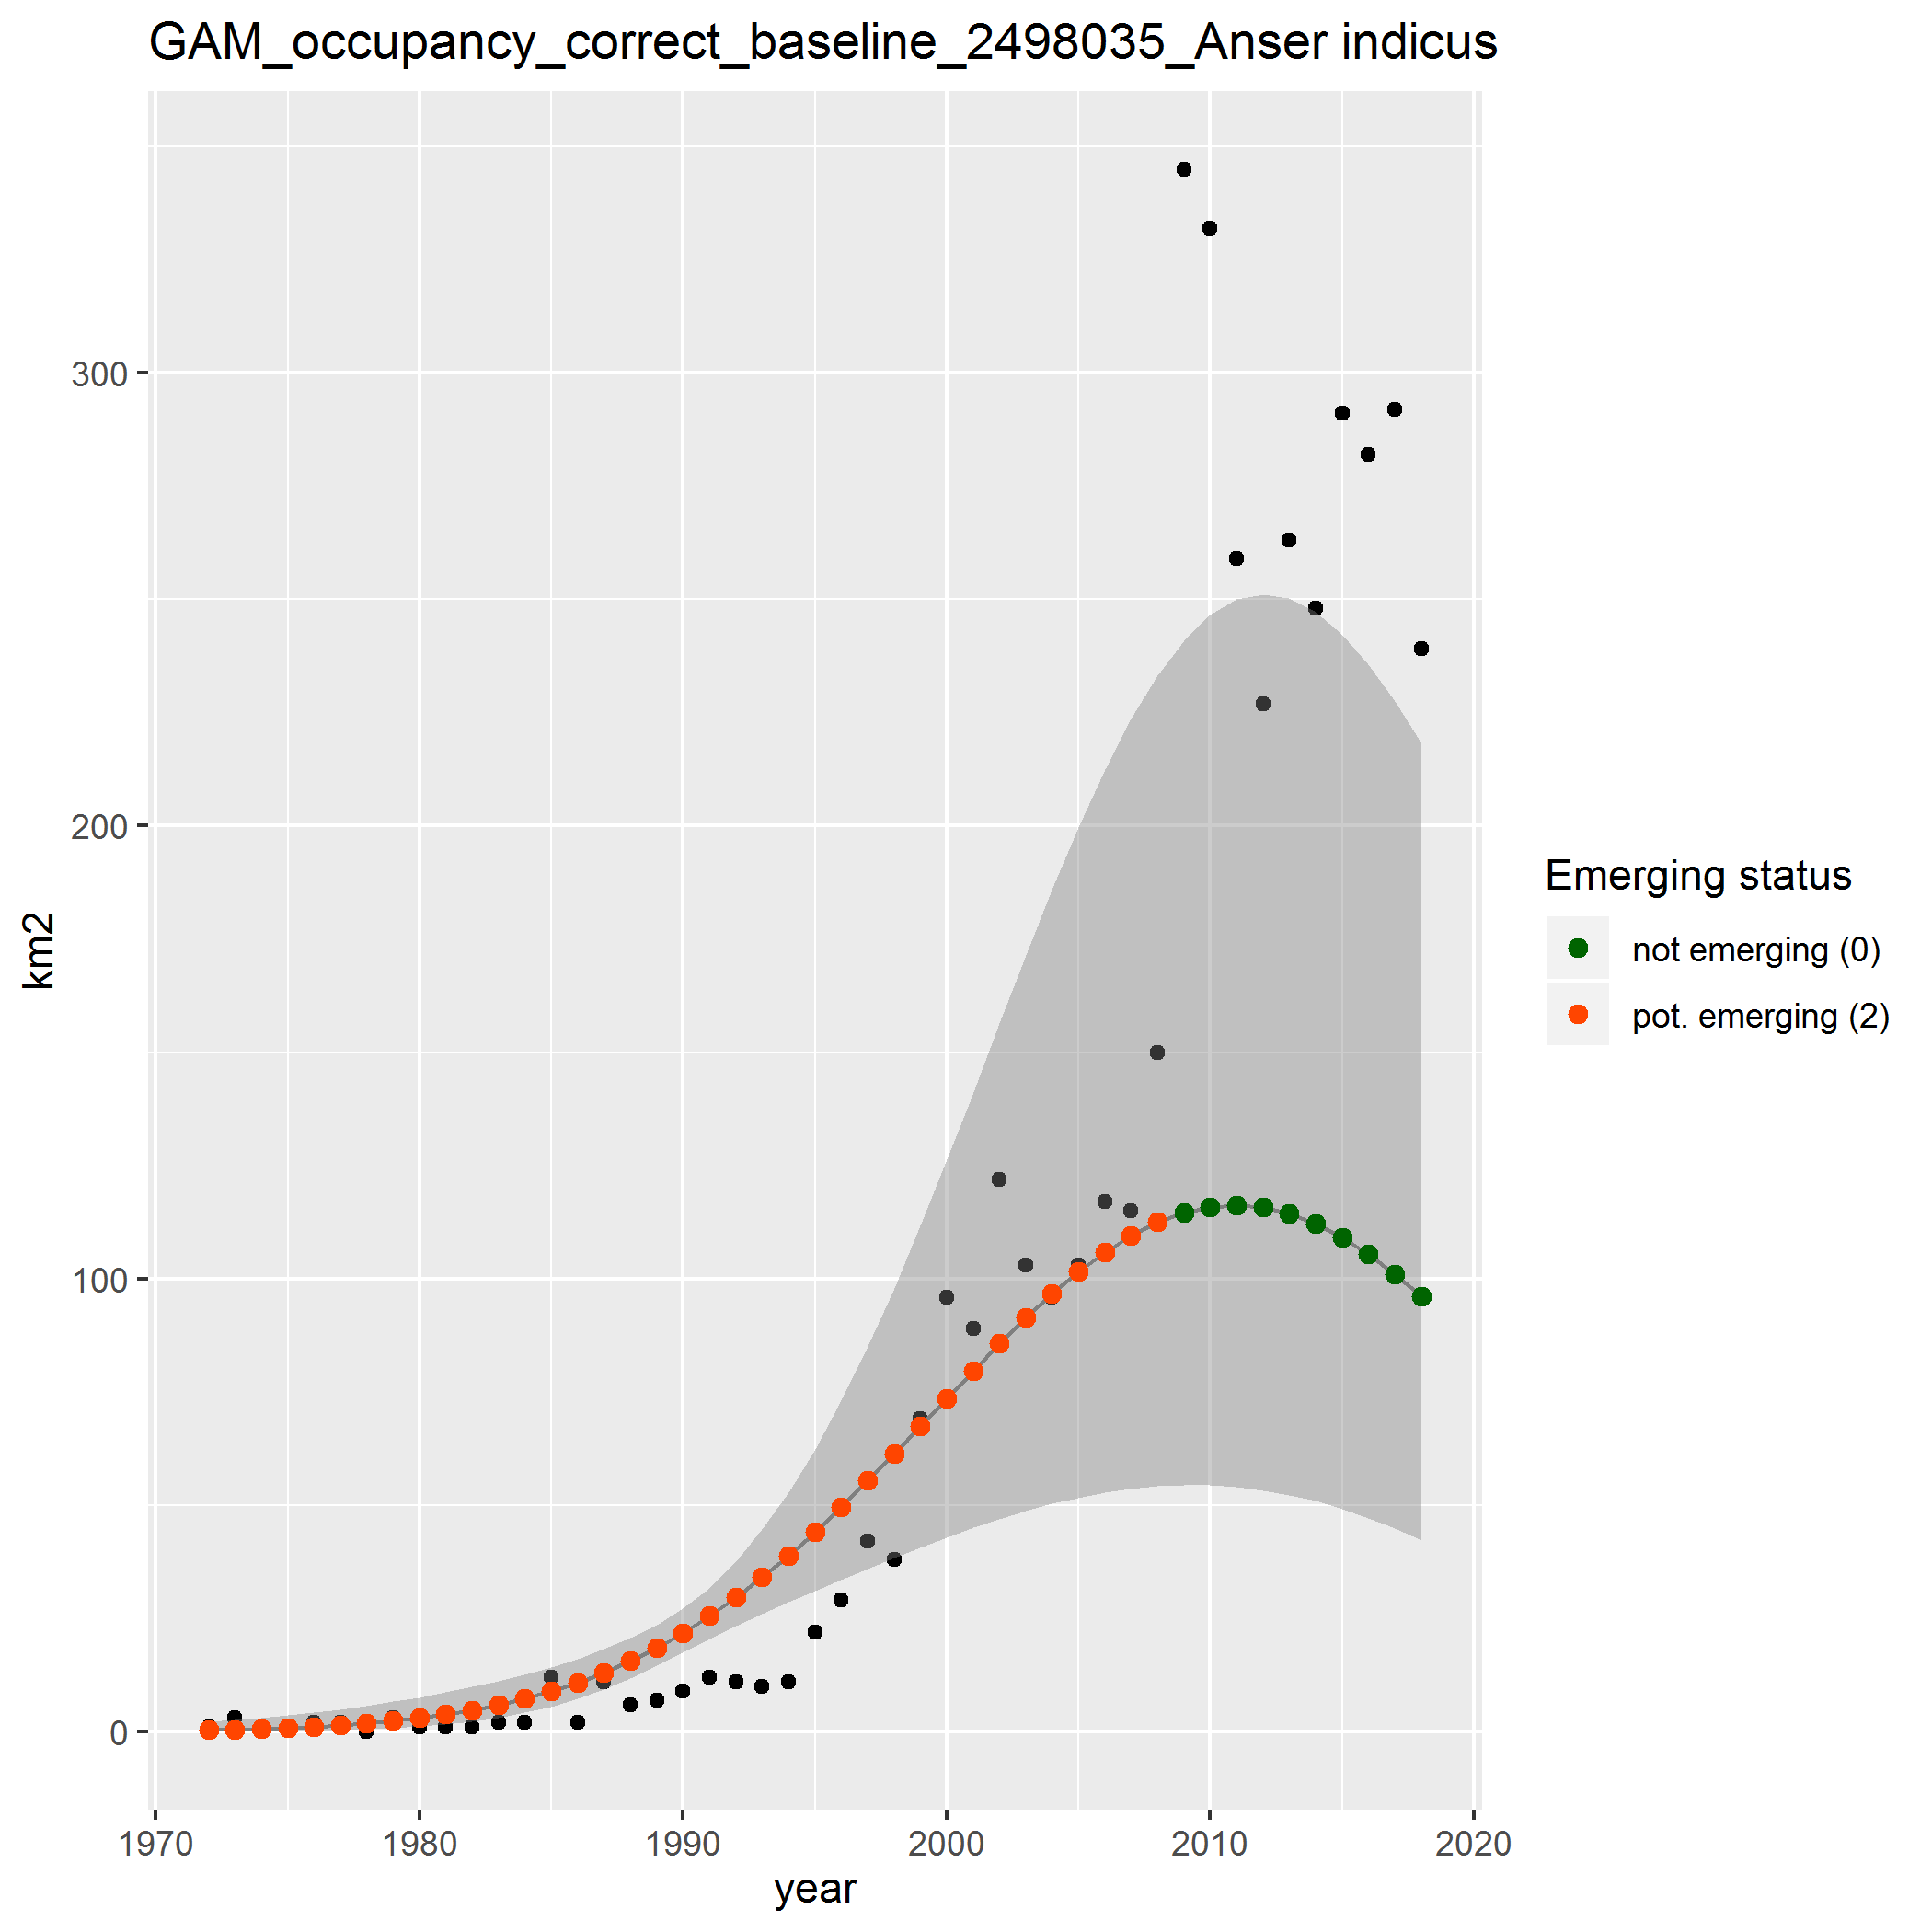 GAM_occupancy_correct_baseline_2498035_Anser indicus
300
200
100
0
km2
1970 1980 1990 2000 2010 2020
year
Emerging status
not emerging (0)
pot. emerging (2)